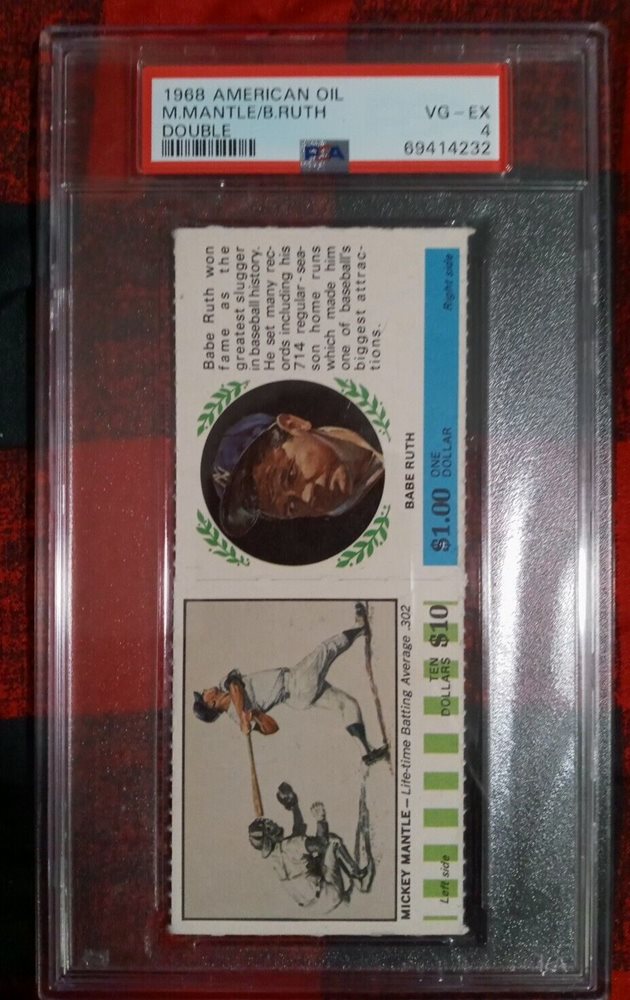 1968 AMERICAN OIL
M.MANTLE/B.RUTH VG-EX
DOUBLE 4
PSA 69414232
Babe Ruth won
fame as the
greatest slugger
in baseball history.
He set many rec-
ords including his
714 regular-sea-
son home runs
which made him
one of baseball's
biggest attrac-
tions.
NY
BABE RUTH
$1.00 ONE
DOLLAR
Right side
MICKEY MANTLE — Life-time Batting Average .302
Left side
TEN
DOLLARS $10